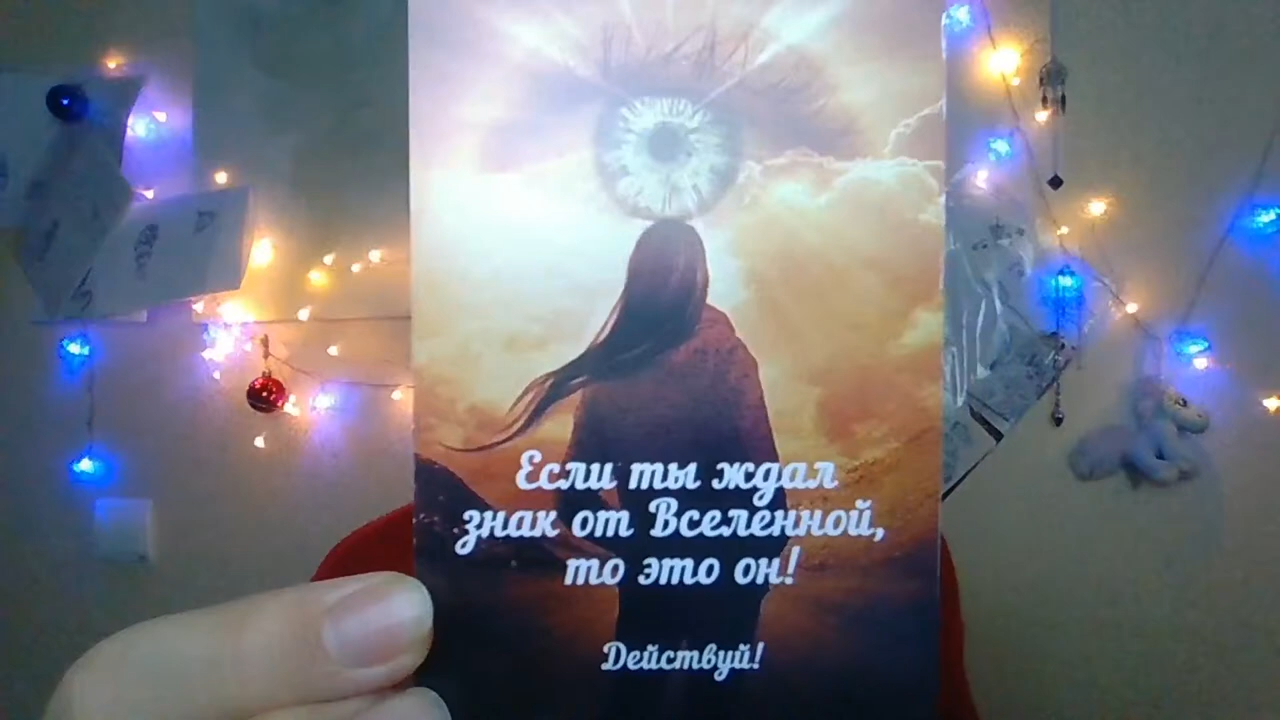 Если ты ждал
знак от Вселенной,
то это он!
Действуй!